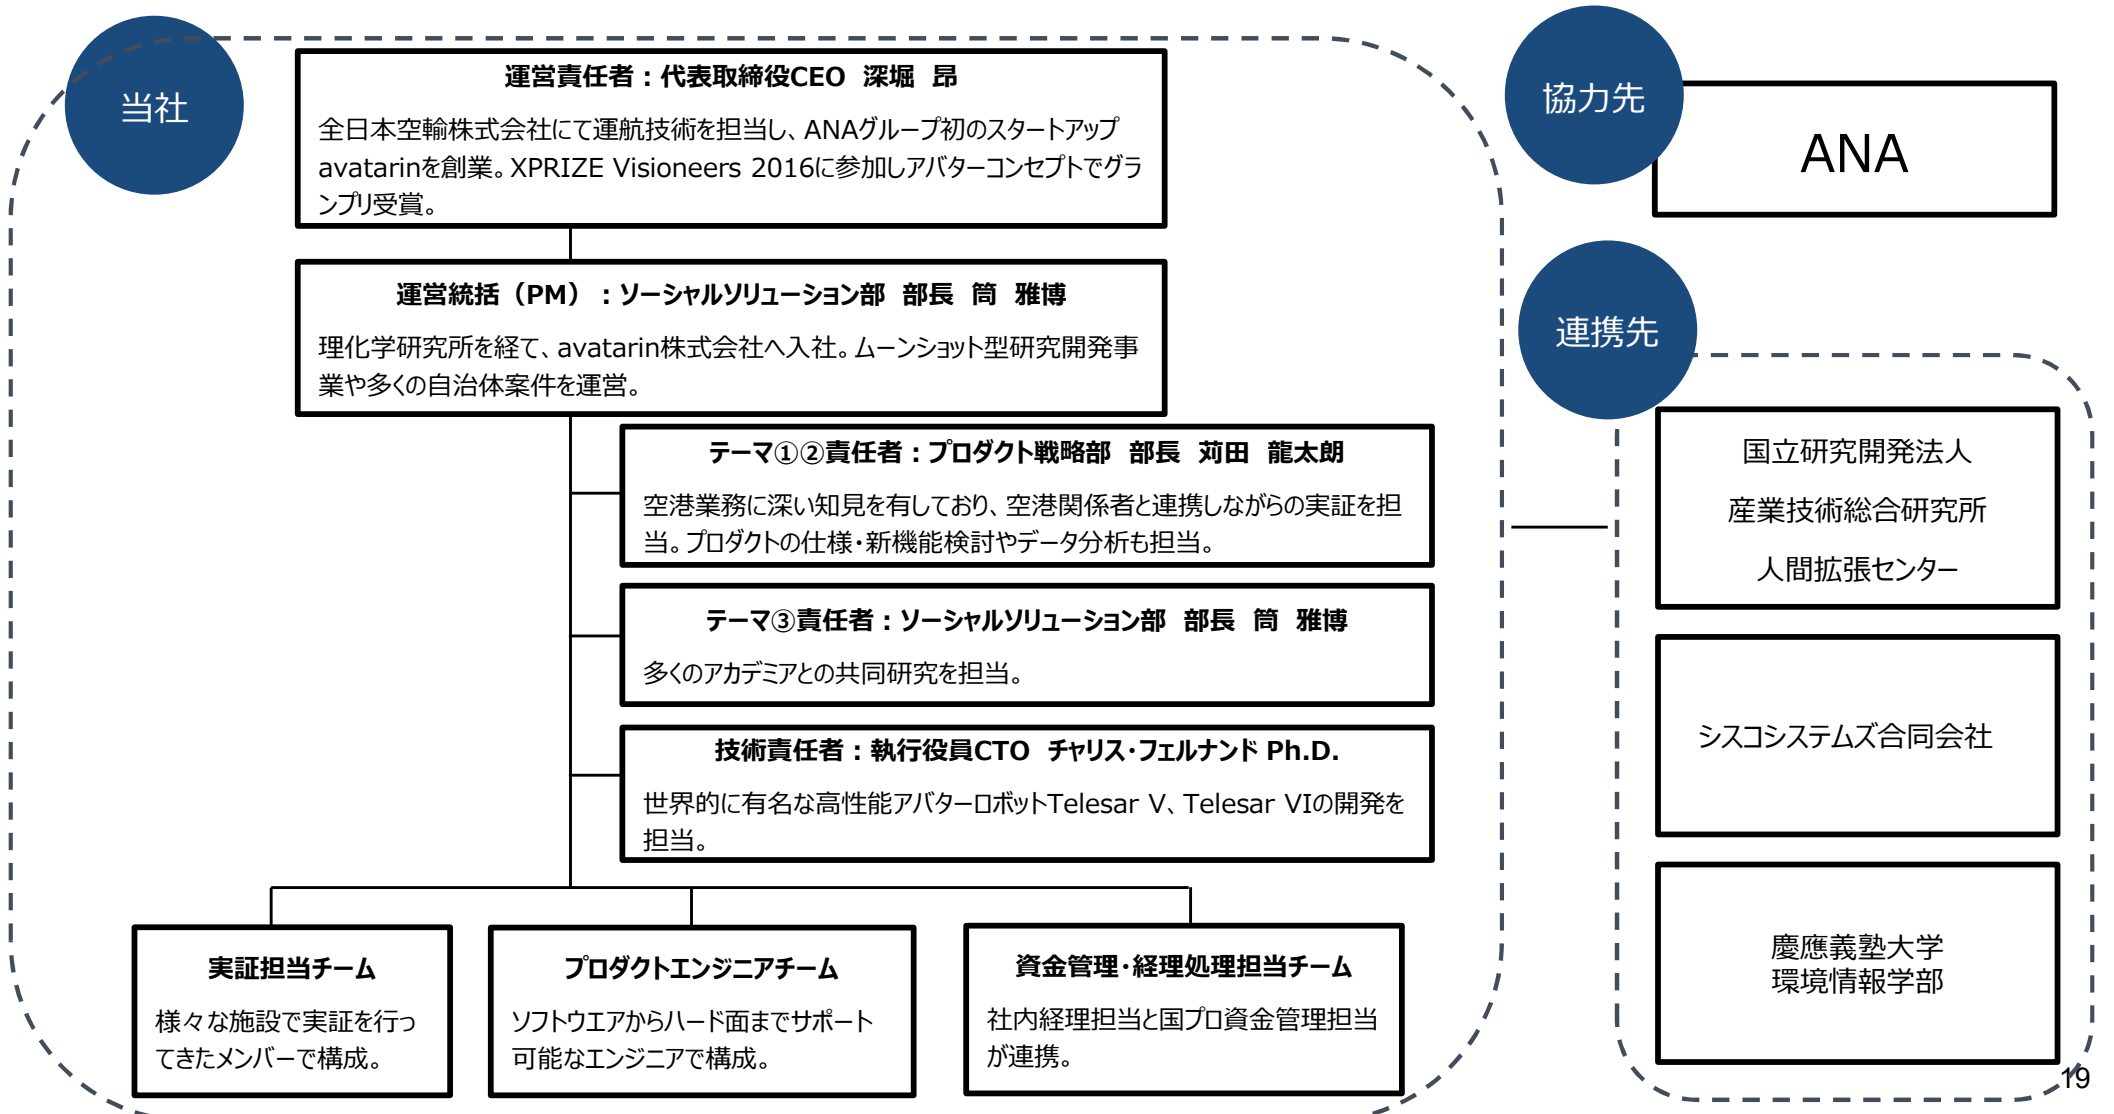 当社
運営責任者：代表取締役CEO 深堀 昂
全日本空輸株式会社にて運航技術を担当し、ANAグループ初のスタートアップ
avatarinを創業。XPRIZE Visioneers 2016に参加しアバターコンセプトでグラ
ンプリ受賞。
運営統括（PM）：ソーシャルソリューション部 部長 筒 雅博
理化学研究所を経て、avatarin株式会社へ入社。ムーンショット型研究開発事
業や多くの自治体案件を運営。
テーマ①②責任者：プロダクト戦略部 部長 苅田 龍太朗
空港業務に深い知見を有しており、空港関係者と連携しながらの実証を担
当。プロダクトの仕様・新機能検討やデータ分析も担当。
テーマ③責任者：ソーシャルソリューション部 部長 筒 雅博
多くのアカデミアとの共同研究を担当。
技術責任者：執行役員CTO チャリス・フェルナンド Ph.D.
世界的に有名な高性能アバターロボットTelesar V、Telesar VIの開発を
担当。
実証担当チーム
様々な施設で実証を行っ
てきたメンバーで構成。
プロダクトエンジニアチーム
ソフトウエアからハード面までサポート
可能なエンジニアで構成。
資金管理・経理処理担当チーム
社内経理担当と国プロ資金管理担当
が連携。
協力先
ANA
連携先
国立研究開発法人
産業技術総合研究所
人間拡張センター
シスコシステムズ合同会社
慶應義塾大学
環境情報学部
19